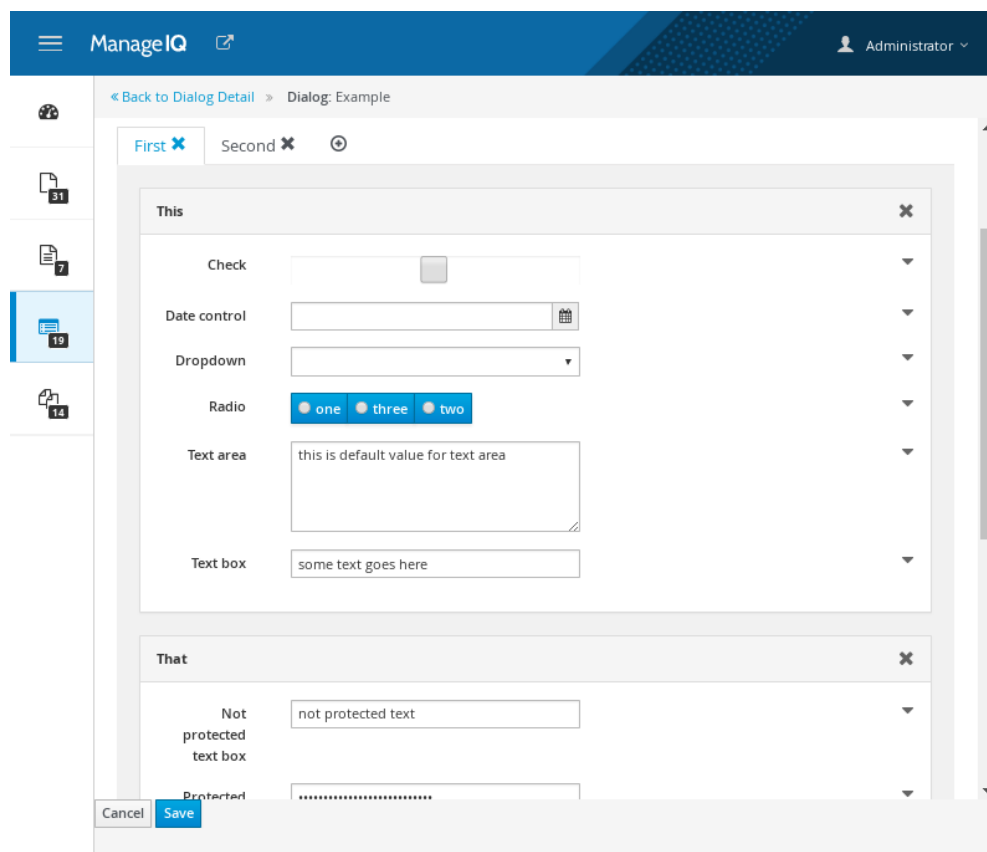 ManageIQ
Administrator
« Back to Dialog Detail » Dialog: Example
First Second
31
7
19
14
This
Check
Date control
Dropdown
Radio one three two
Text area this is default value for text area
Text box some text goes here
That
Not protected text box not protected text
Protected ••••••••••••••••••••••••••••
Cancel Save